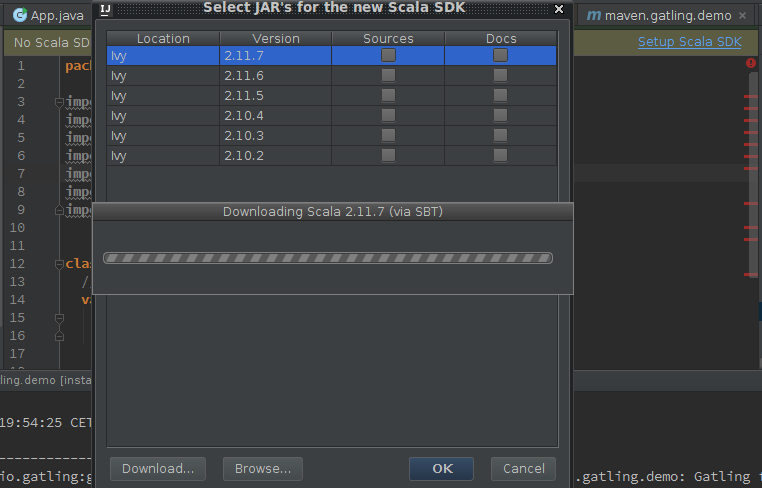 App.java
Select JAR's for the new Scala SDK
maven.gatling.demo
No Scala SD
Setup Scala SDK
Location Version Sources Docs
Ivy 2.11.7
Ivy 2.11.6
Ivy 2.11.5
Ivy 2.10.4
Ivy 2.10.3
Ivy 2.10.2
1 pack
2
3 impo
4 impo
5 impo
6 impo
7 impo
8 impo
9 impo
10
11
12 clas
13 //
14 va
15
16
17
Downloading Scala 2.11.7 (via SBT)
ling.demo [insta
19:54:25 CET
------------
io.gatling:g
.gatling.demo: Gatling
Download... Browse... OK Cancel